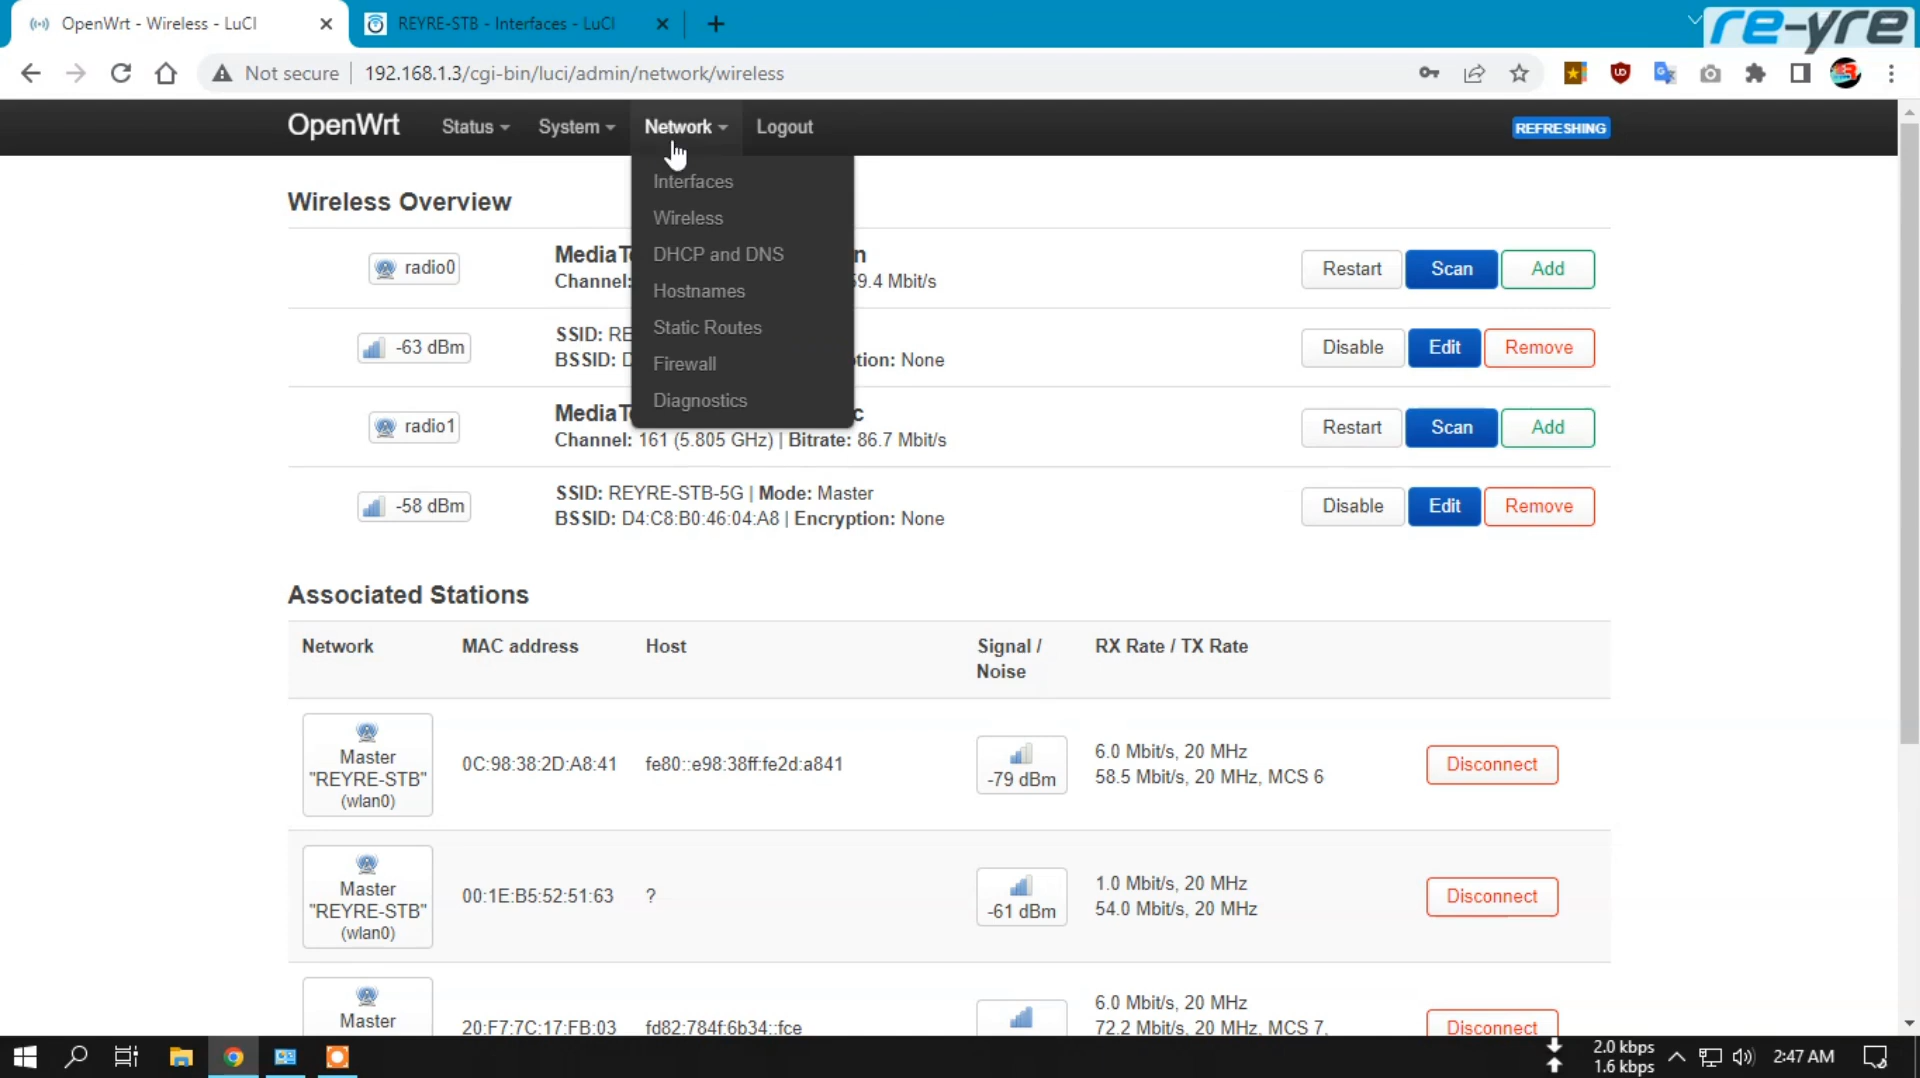 OpenWrt - Wireless - LuCI
REYRE-STB - Interfaces - LuCI
re-yre
Not secure
192.168.1.3/cgi-bin/luci/admin/network/wireless
OpenWrt
Status
System
Network
Logout
REFRESHING
Interfaces
Wireless
DHCP and DNS
Hostnames
Static Routes
Firewall
Diagnostics
Wireless Overview
radio0
MediaT
n
Channel:
59.4 Mbit/s
Restart
Scan
Add
-63 dBm
SSID: RE
BSSID: D
tion: None
Disable
Edit
Remove
radio1
MediaT
c
Channel: 161 (5.805 GHz) | Bitrate: 86.7 Mbit/s
Restart
Scan
Add
-58 dBm
SSID: REYRE-STB-5G | Mode: Master
BSSID: D4:C8:B0:46:04:A8 | Encryption: None
Disable
Edit
Remove
Associated Stations
Network
MAC address
Host
Signal /
Noise
RX Rate / TX Rate
Master
"REYRE-STB"
(wlan0)
0C:98:38:2D:A8:41
fe80::e98:38ff:fe2d:a841
-79 dBm
6.0 Mbit/s, 20 MHz
58.5 Mbit/s, 20 MHz, MCS 6
Disconnect
Master
"REYRE-STB"
(wlan0)
00:1E:B5:52:51:63
?
-61 dBm
1.0 Mbit/s, 20 MHz
54.0 Mbit/s, 20 MHz
Disconnect
Master
20:F7:7C:17:FB:03
fd82:784f:6b34::fce
6.0 Mbit/s, 20 MHz
72.2 Mbit/s, 20 MHz, MCS 7,
Disconnect
2.0 kbps
1.6 kbps
2:47 AM